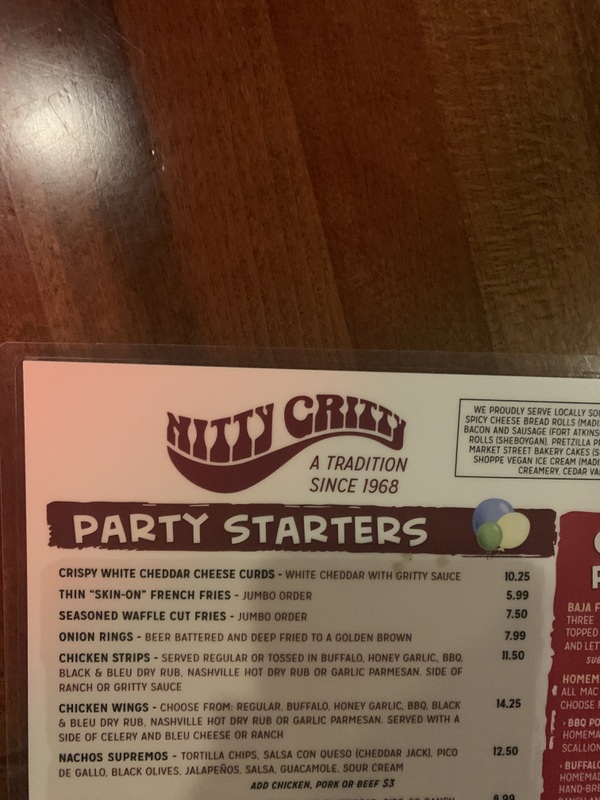 NITTY GRITTY
A TRADITION
SINCE 1968
WE PROUDLY SERVE LOCALLY
SPICY CHEESE BREAD ROLLS
BACON AND SAUSAGE (FORT
ROLLS (SHEBOYGAN), PRETZILLA
MARKET STREET BAKERY CAKES
SHOPPE VEGAN ICE CREAM
CREAMERY, CEDAR
PARTY STARTERS
CRISPY WHITE CHEDDAR CHEESE CURDS - WHITE CHEDDAR WITH GRITTY SAUCE 10.25
THIN “SKIN-ON” FRENCH FRIES - JUMBO ORDER 5.99
SEASONED WAFFLE CUT FRIES - JUMBO ORDER 7.50
ONION RINGS - BEER BATTERED AND DEEP FRIED TO A GOLDEN BROWN 7.99
CHICKEN STRIPS - SERVED REGULAR OR TOSSED IN BUFFALO, HONEY GARLIC, BBQ, 11.50
BLACK & BLEU DRY RUB, NASHVILLE HOT DRY RUB OR GARLIC PARMESAN. SIDE OF
RANCH OR GRITTY SAUCE
CHICKEN WINGS - CHOOSE FROM: REGULAR, BUFFALO, HONEY GARLIC, BBQ, BLACK 14.25
& BLEU DRY RUB, NASHVILLE HOT DRY RUB OR GARLIC PARMESAN. SERVED WITH A
SIDE OF CELERY AND BLEU CHEESE OR RANCH
NACHOS SUPREMOS - TORTILLA CHIPS, SALSA CON QUESO (CHEDDAR JACK), PICO 12.50
DE GALLO, BLACK OLIVES, JALAPEÑOS, SALSA, GUACAMOLE, SOUR CREAM
ADD CHICKEN, PORK OR BEEF $3
8.99
BAJA
THREE
TOPPED
AND
ALL MAC
CHOOSE
· BBQ
SCALLION
· BUFFALO